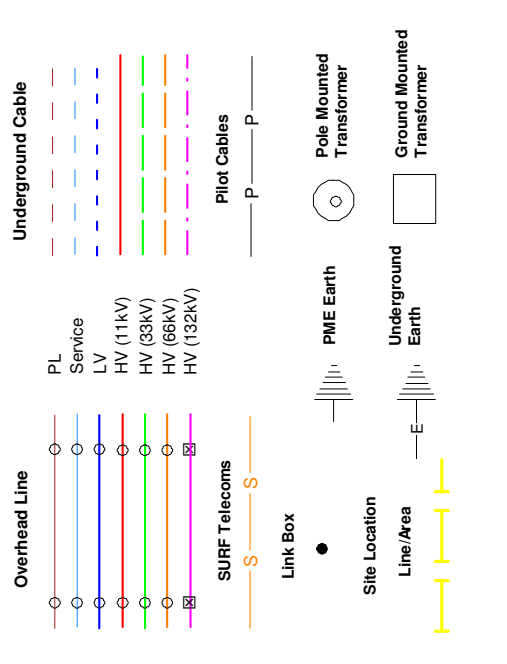 Overhead Line
Underground Cable
PL
Service
LV
HV (11kV)
HV (33kV)
HV (66kV)
HV (132kV)
SURF Telecoms
Pilot Cables
S S
P P
Link Box
PME Earth
Pole Mounted
Transformer
Site Location
Line/Area
Underground
Earth
E
Ground Mounted
Transformer